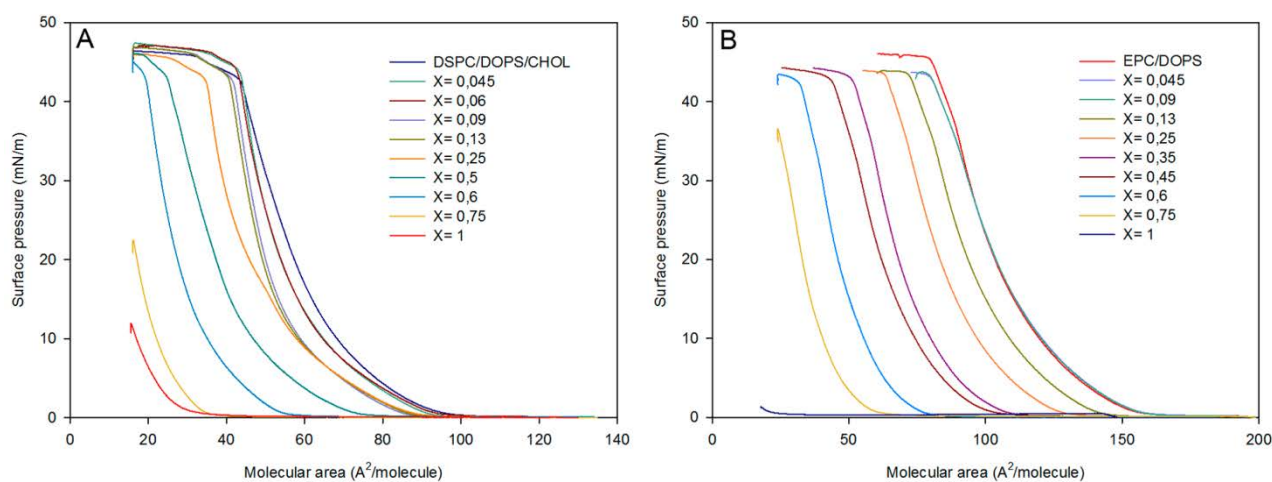 A
50
40
30
20
10
0
Surface pressure (mN/m)
0 20 40 60 80 100 120 140
Molecular area (A²/molecule)
DSPC/DOPS/CHOL
X= 0,045
X= 0,06
X= 0,09
X= 0,13
X= 0,25
X= 0,5
X= 0,6
X= 0,75
X= 1
B
50
40
30
20
10
0
Surface pressure (mN/m)
0 50 100 150 200
Molecular area (A²/molecule)
EPC/DOPS
X= 0,045
X= 0,09
X= 0,13
X= 0,25
X= 0,35
X= 0,45
X= 0,6
X= 0,75
X= 1